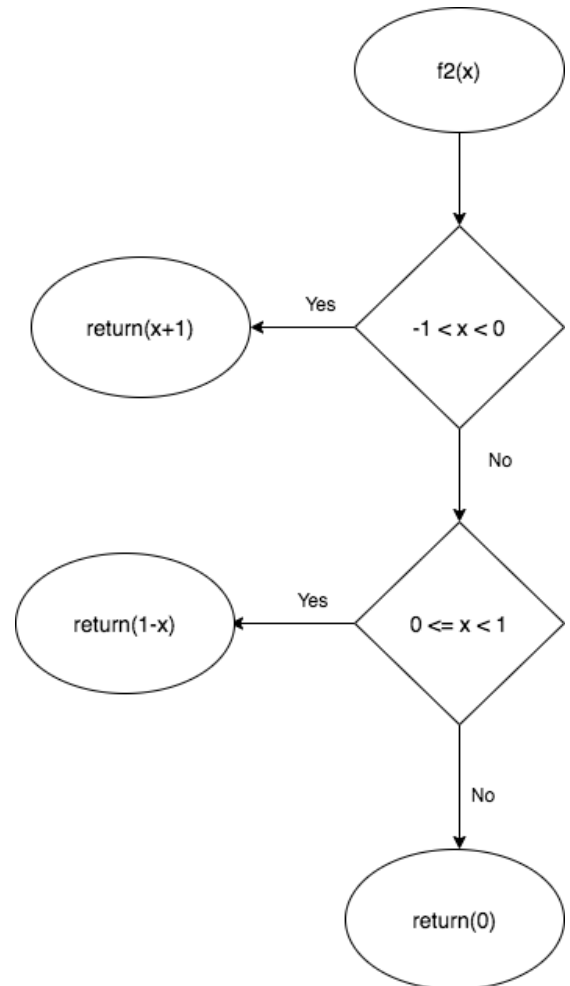 f2(x)
-1 < x < 0
Yes
return(x+1)
No
0 <= x < 1
Yes
return(1-x)
No
return(0)